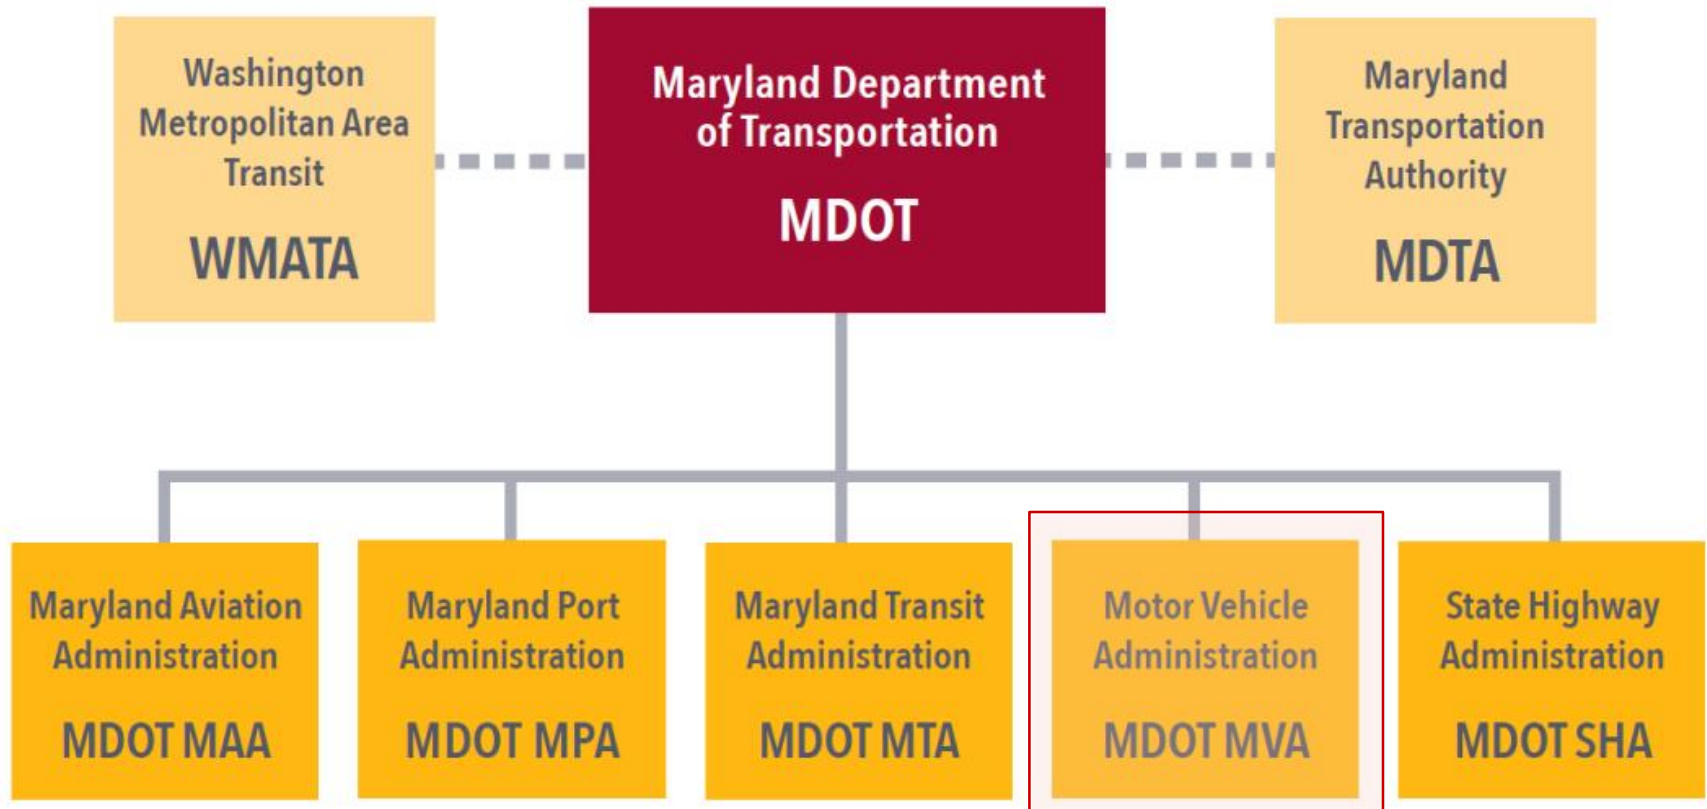 Washington
Metropolitan Area
Transit
WMATA
Maryland Department
of Transportation
MDOT
Maryland
Transportation
Authority
MDTA
Maryland Aviation
Administration
MDOT MAA
Maryland Port
Administration
MDOT MPA
Maryland Transit
Administration
MDOT MTA
Motor Vehicle
Administration
MDOT MVA
State Highway
Administration
MDOT SHA